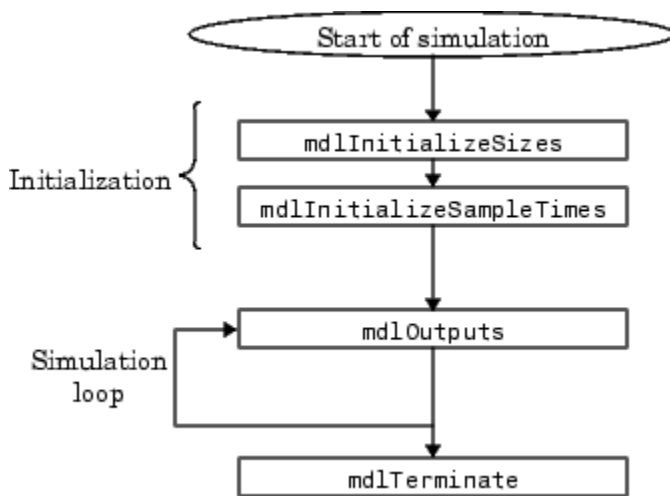 Start of simulation
mdlInitializeSizes
Initialization
mdlInitializeSampleTimes
mdlOutputs
Simulation
loop
mdlTerminate